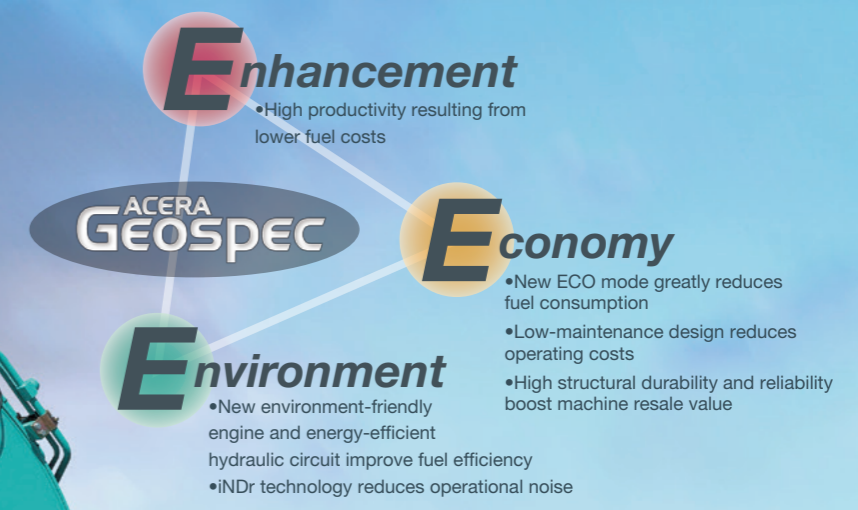 Enhancement
•High productivity resulting from
lower fuel costs
ACERA
GEOSPEC
Economy
•New ECO mode greatly reduces
fuel consumption
•Low-maintenance design reduces
operating costs
•High structural durability and reliability
boost machine resale value
Environment
•New environment-friendly
engine and energy-efficient
hydraulic circuit improve fuel efficiency
•iNDr technology reduces operational noise